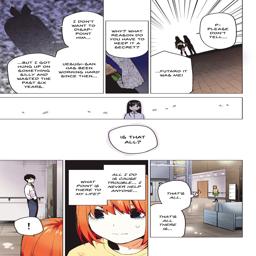 P-
PLEASE
DON'T
TELL...
...FUTARO IT
WAS ME!
WHY? WHAT
REASON DO YOU
HAVE TO KEEP IT
A SECRET?
I DON'T
WANT TO
DISAP-
POINT
HIM...
UESUGI-SAN
HAS BEEN
WORKING HARD
SINCE THEN...
...BUT I GOT
HUNG UP ON
SOMETHING
SILLY AND
WASTED THE
PAST SIX
YEARS.
IS THAT
ALL?
THAT'S
ALL.
THAT'S
ALL
THERE
IS...
ALL I DO
IS CAUSE
TROUBLE... I
NEVER HELP
ANYONE...
WHAT
POINT IS
THERE TO
MY LIFE?
!